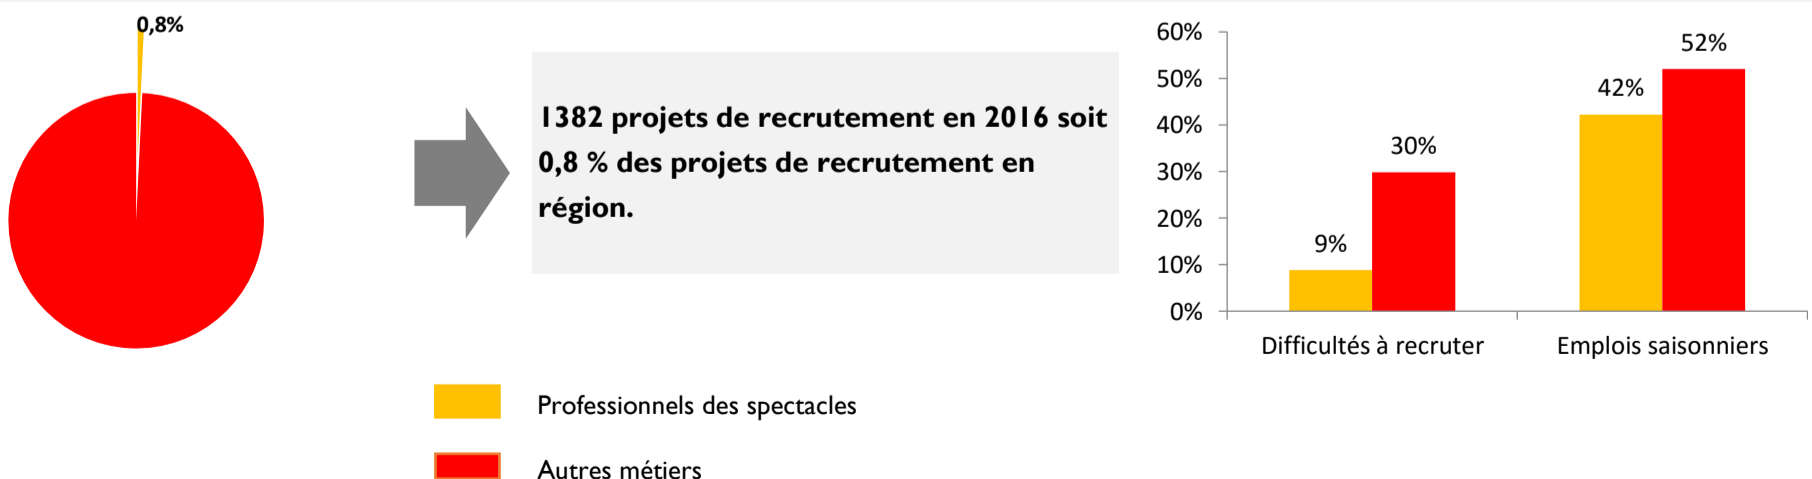 0,8%
1382 projets de recrutement en 2016 soit
0,8 % des projets de recrutement en
région.
60%
50%
40%
30%
20%
10%
0%
9%
30%
42%
52%
Difficultés à recruter
Emplois saisonniers
Professionnels des spectacles
Autres métiers